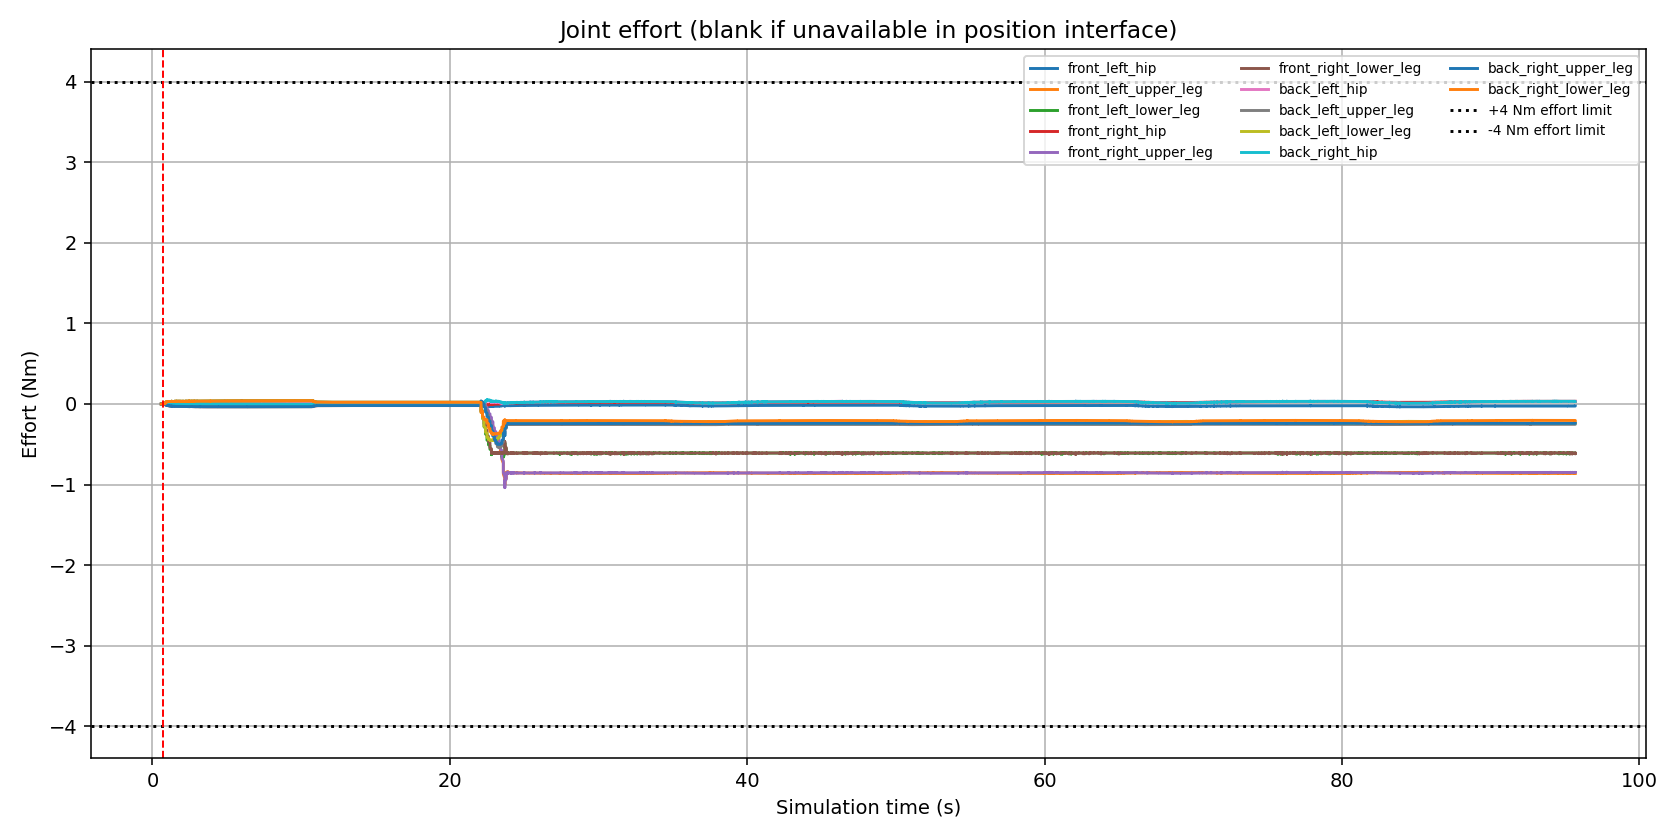 Joint effort (blank if unavailable in position interface)
front_left_hip
front_left_upper_leg
front_left_lower_leg
front_right_hip
front_right_upper_leg
front_right_lower_leg
back_left_hip
back_left_upper_leg
back_left_lower_leg
back_right_hip
back_right_upper_leg
back_right_lower_leg
+4 Nm effort limit
-4 Nm effort limit
Effort (Nm)
4
3
2
1
0
−1
−2
−3
−4
0 20 40 60 80 100
Simulation time (s)